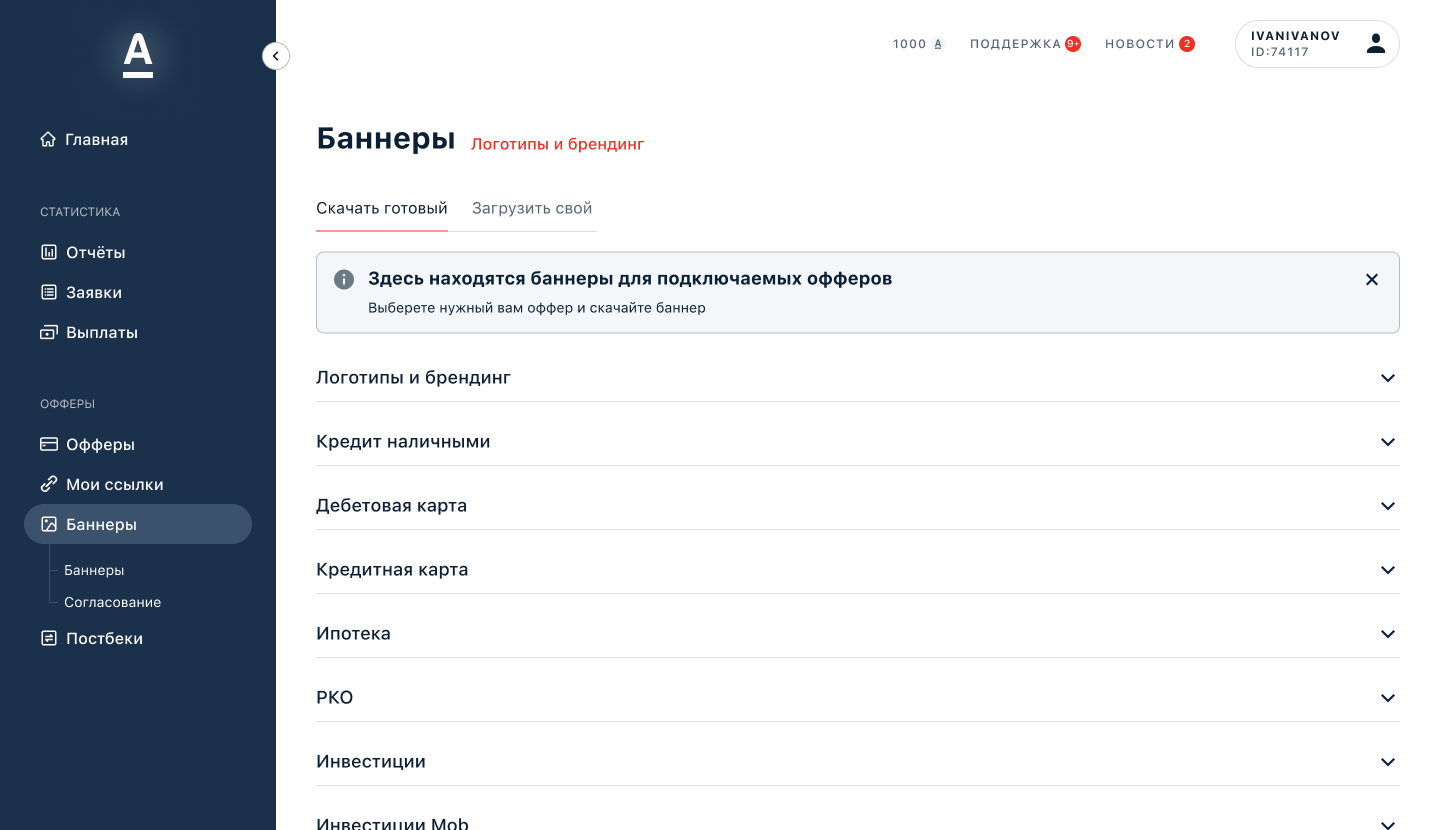 A
Главная
СТАТИСТИКА
Отчёты
Заявки
Выплаты
ОФФЕРЫ
Офферы
Мои ссылки
Баннеры
Баннеры
Согласование
Постбеки
1000 A
ПОДДЕРЖКА 9+
НОВОСТИ 2
IVANIVANOV
ID:74117
Баннеры Логотипы и брендинг
Скачать готовый Загрузить свой
Здесь находятся баннеры для подключаемых офферов
Выберете нужный вам оффер и скачайте баннер
Логотипы и брендинг
Кредит наличными
Дебетовая карта
Кредитная карта
Ипотека
РКО
Инвестиции
Инвестиции Mob